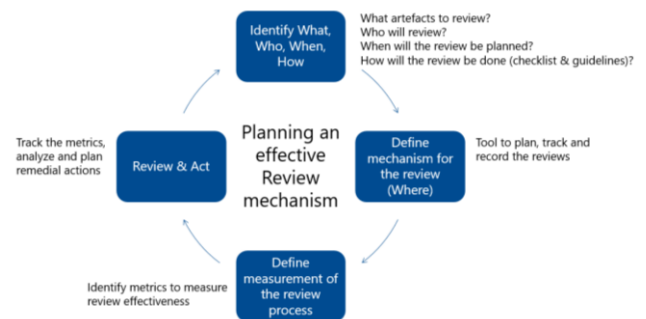 Identify What,
Who, When,
How
What artefacts to review?
Who will review?
When will the review be planned?
How will the review be done (checklist & guidelines)?
Planning an
effective
Review
mechanism
Define
mechanism for
the review
(Where)
Tool to plan, track and
record the reviews
Define
measurement of
the review
process
Identify metrics to measure
review effectiveness
Review & Act
Track the metrics,
analyze and plan
remedial actions